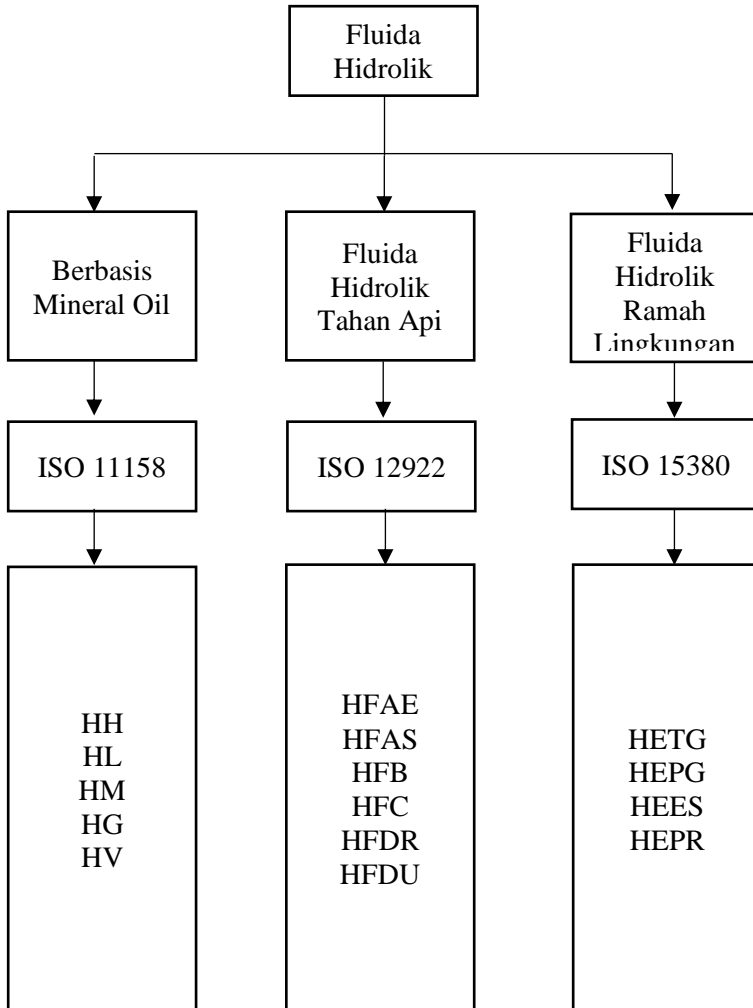 Fluida
Hidrolik
Berbasis
Mineral Oil
Fluida
Hidrolik
Tahan Api
Fluida
Hidrolik
Ramah
Lingkungan
ISO 11158
ISO 12922
ISO 15380
HH
HL
HM
HG
HV
HFAE
HFAS
HFB
HFC
HFDR
HFDU
HETG
HEPG
HEES
HEPR